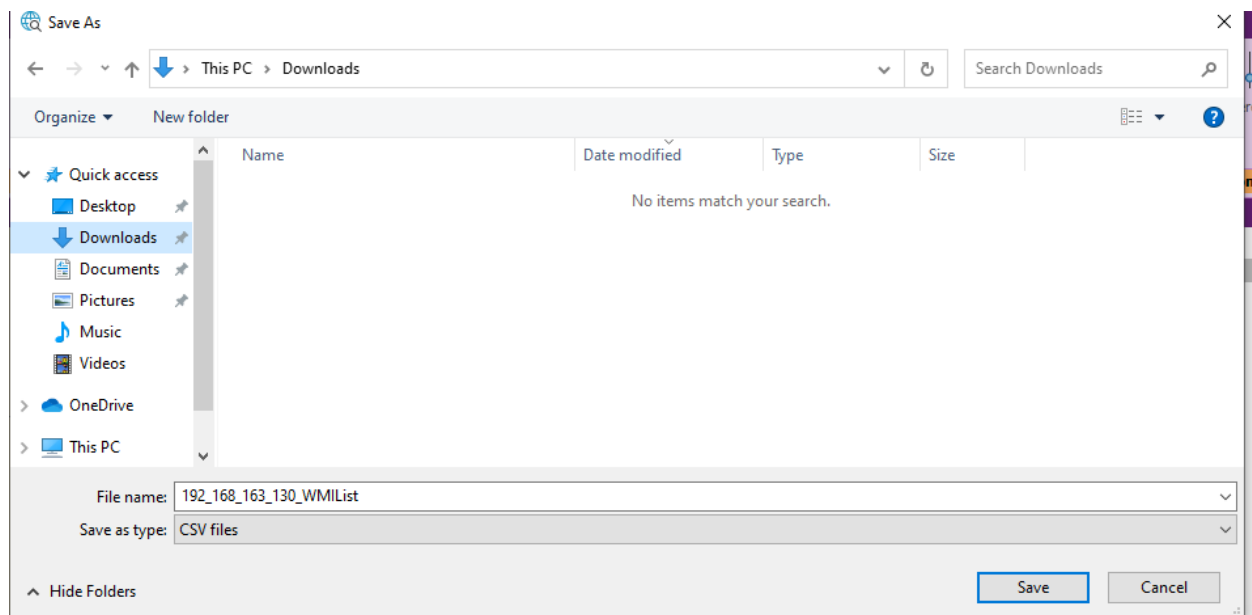 Save As
This PC > Downloads
Search Downloads
Organize
New folder
Name
Date modified
Type
Size
Quick access
No items match your search.
Desktop
Downloads
Documents
Pictures
Music
Videos
OneDrive
This PC
File name: 192_168_163_130_WMIList
Save as type: CSV files
Hide Folders
Save
Cancel